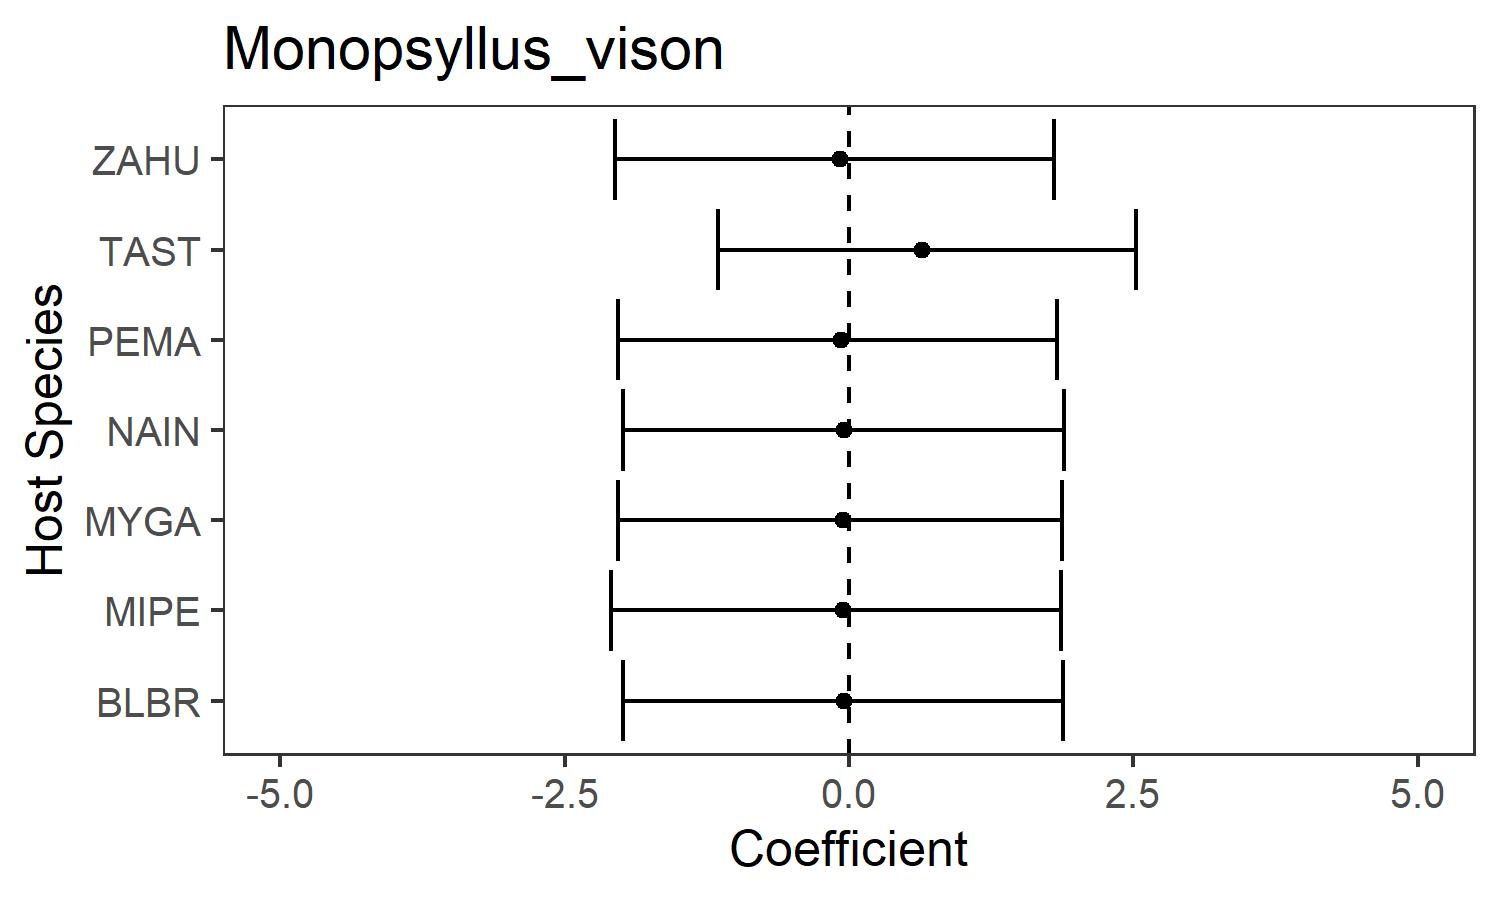 Monopsyllus_vison
Host Species
ZAHU
TAST
PEMA
NAIN
MYGA
MIPE
BLBR
-5.0 -2.5 0.0 2.5 5.0
Coefficient